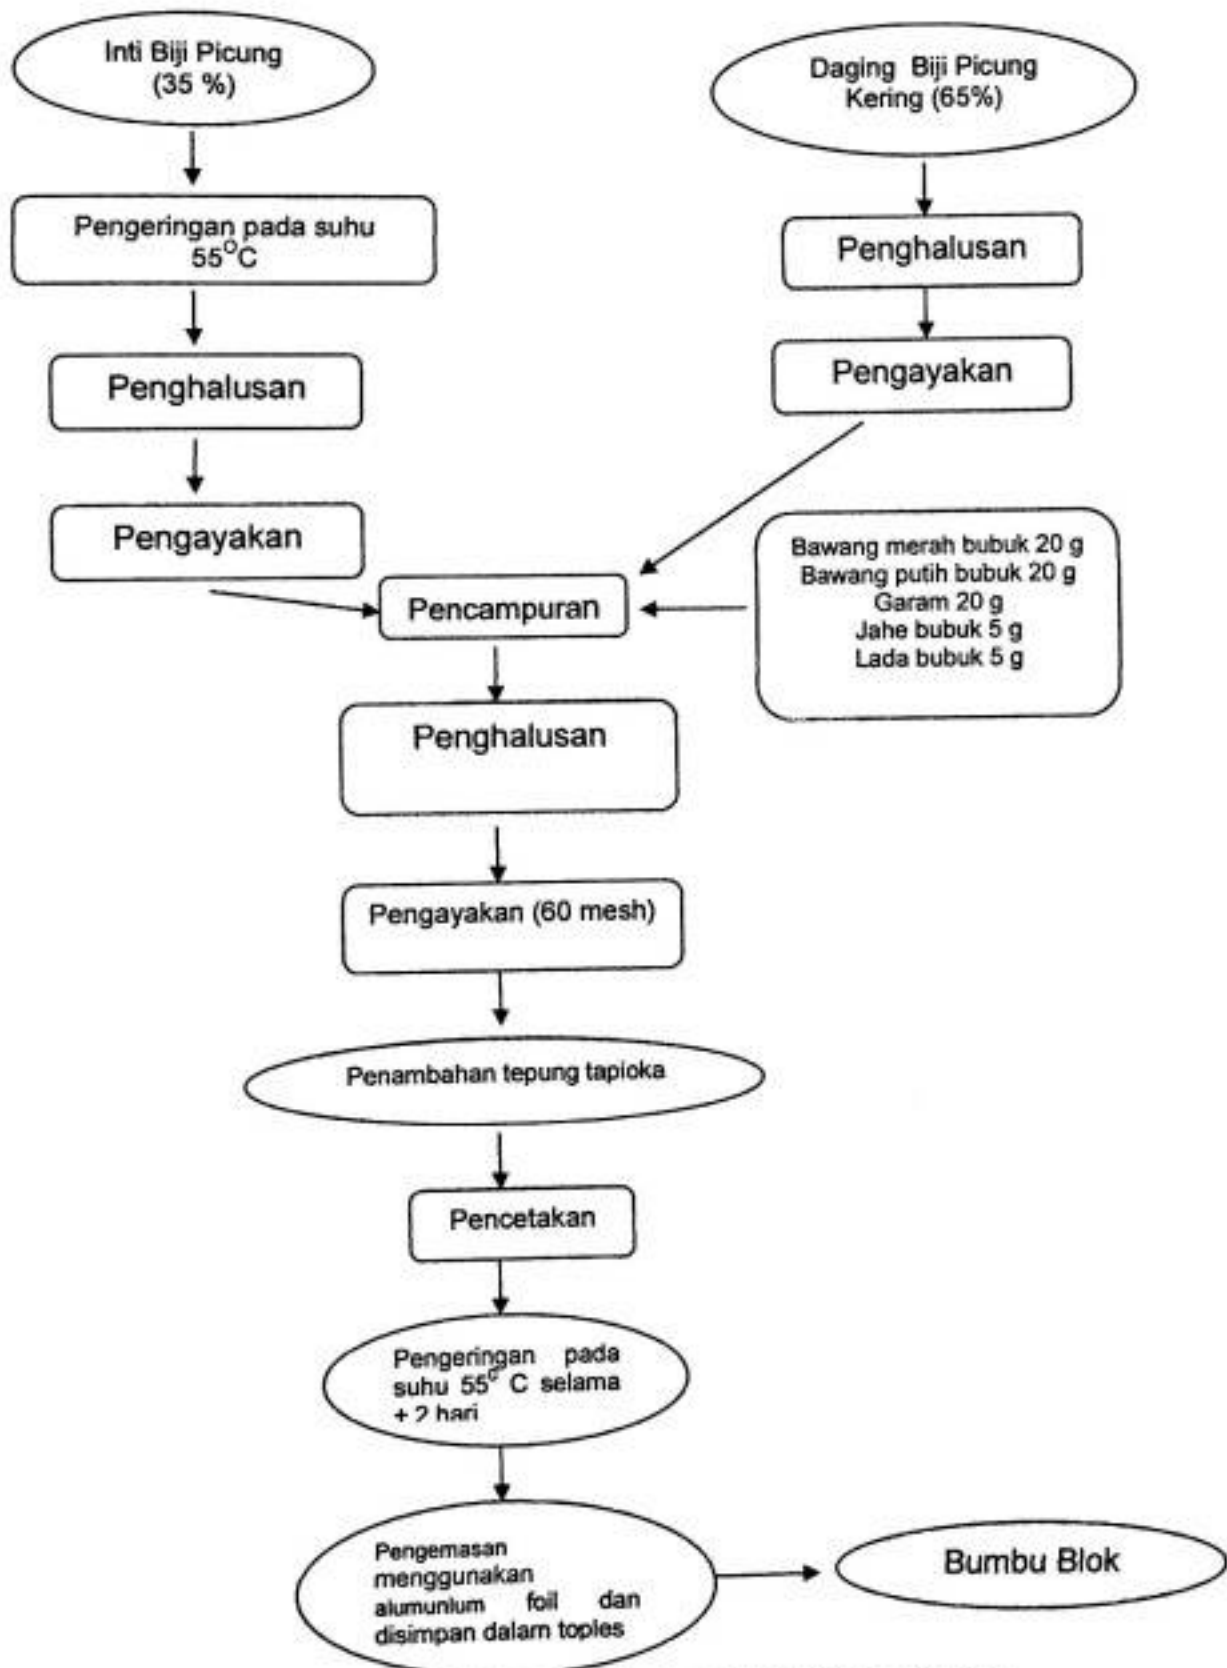 Inti Biji Picung
(35 %)
Daging Biji Picung
Kering (65%)
Pengeringan pada suhu
55°C
Penghalusan
Penghalusan
Pengayakan
Pengayakan
Pencampuran
Bawang merah bubuk 20 g
Bawang putih bubuk 20 g
Garam 20 g
Jahe bubuk 5 g
Lada bubuk 5 g
Penghalusan
Pengayakan (60 mesh)
Penambahan tepung tapioka
Pencetakan
Pengeringan pada
suhu 55° C selama
+ 2 hari
Pengemasan
menggunakan
alumunium foil dan
disimpan dalam toples
Bumbu Blok